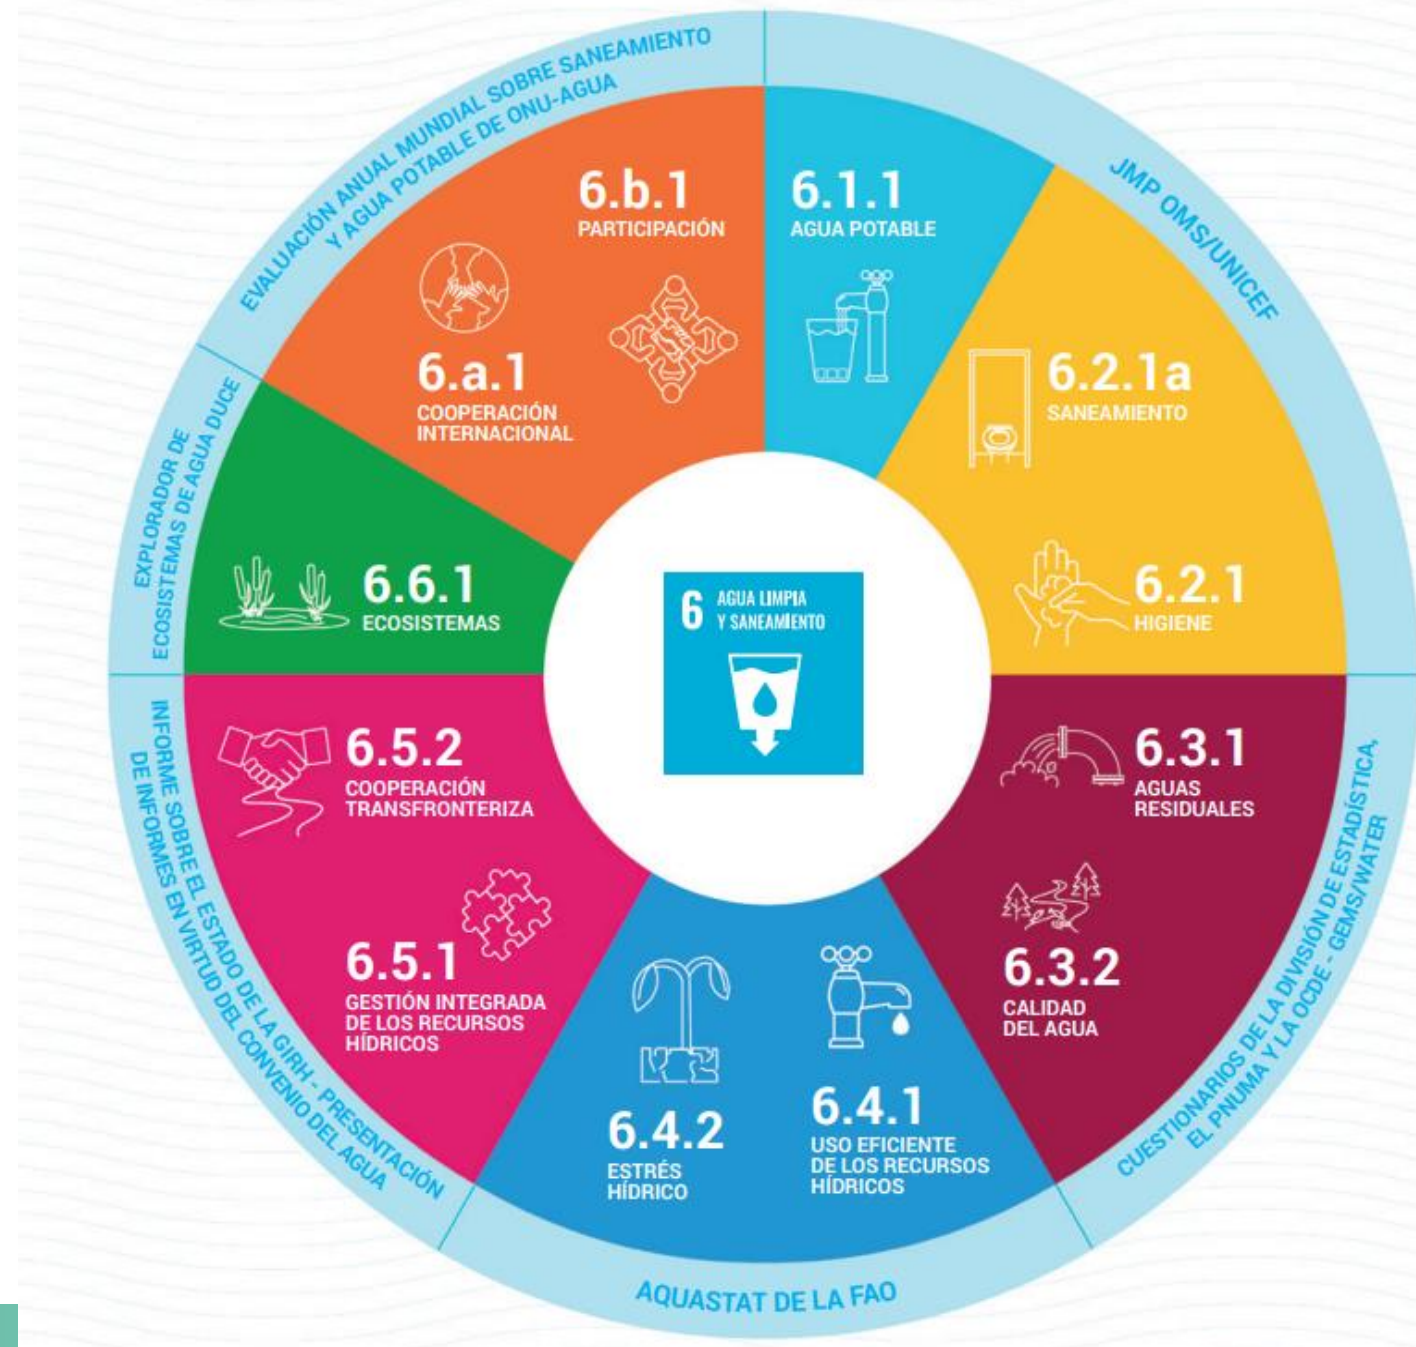 EVALUACIÓN ANUAL MUNDIAL SOBRE SANEAMIENTO
Y AGUA POTABLE DE ONU-AGUA
JMP OMS/UNICEF
6.b.1
PARTICIPACIÓN
6.1.1
AGUA POTABLE
6.a.1
COOPERACIÓN
INTERNACIONAL
6.2.1a
SANEAMIENTO
EXPLORADOR DE
ECOSISTEMAS DE AGUA DUCE
6.6.1
ECOSISTEMAS
6 AGUA LIMPIA
Y SANEAMIENTO
6.2.1
HIGIENE
6.5.2
COOPERACIÓN
TRANSFRONTERIZA
6.3.1
AGUAS
RESIDUALES
INFORME SOBRE EL ESTADO DE LA GIRH - PRESENTACIÓN
DE INFORMES EN VIRTUD DEL CONVENIO DEL AGUA
6.5.1
GESTIÓN INTEGRADA
DE LOS RECURSOS
HÍDRICOS
6.3.2
CALIDAD
DEL AGUA
CUESTIONARIOS DE LA DIVISIÓN DE ESTADÍSTICA,
EL PNUMA Y LA OCDE - GEMS/WATER
6.4.2
ESTRÉS
HÍDRICO
6.4.1
USO EFICIENTE
DE LOS RECURSOS
HÍDRICOS
AQUASTAT DE LA FAO